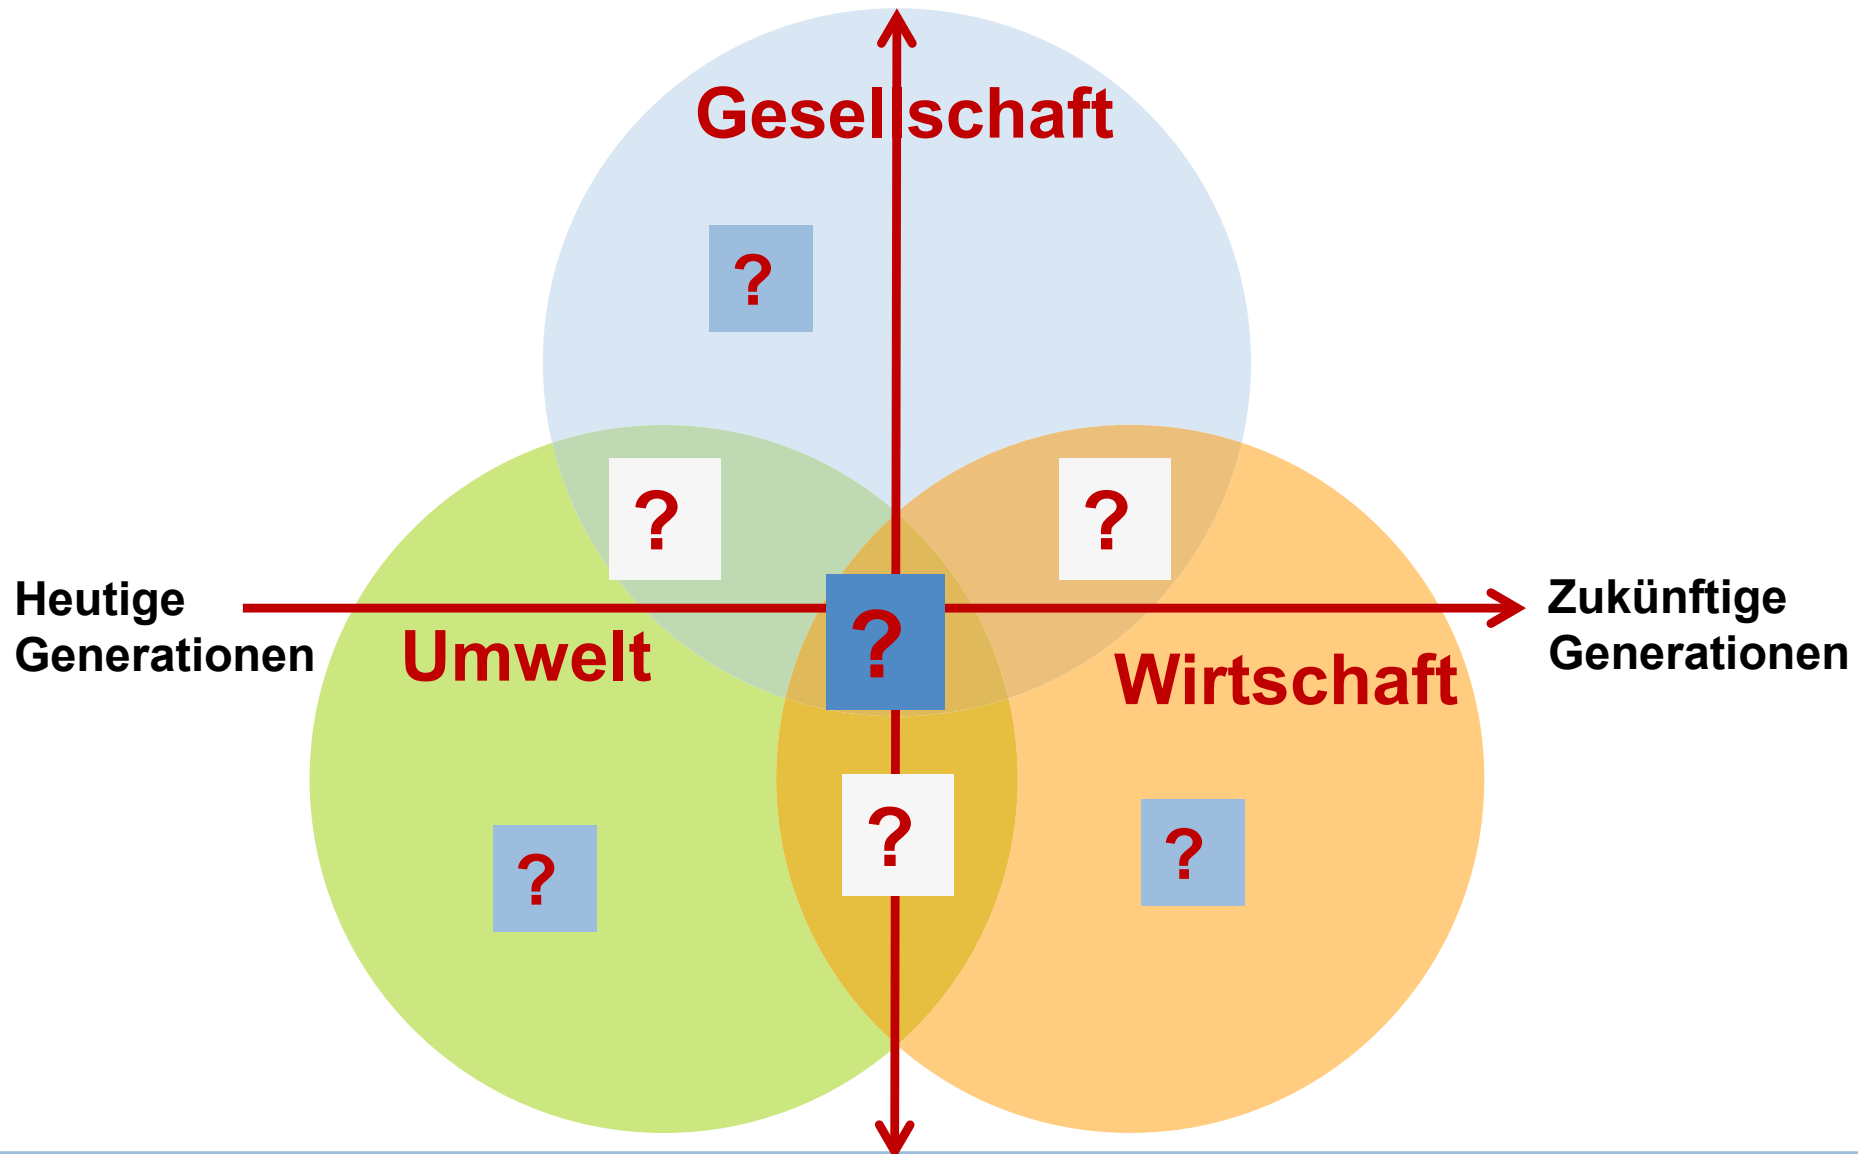 Gesellschaft
?
?
?
Heutige
Generationen
Zukünftige
Generationen
Umwelt
?
Wirtschaft
?
?
?